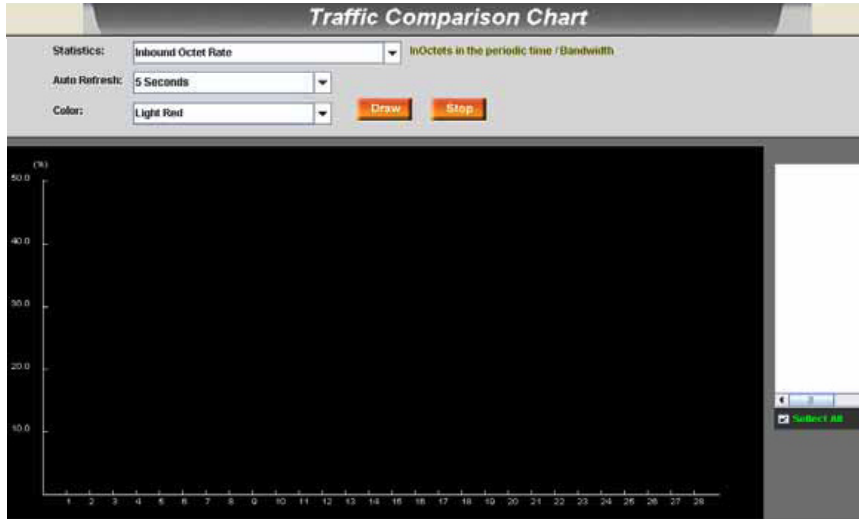 Traffic Comparison Chart
Statistics: Inbound Octet Rate InOctets in the periodic time / Bandwidth
Auto Refresh: 5 Seconds
Color: Light Red Draw Stop
(%)
50.0
40.0
30.0
20.0
10.0
1 2 3 4 5 6 7 8 9 10 11 12 13 14 15 16 17 18 19 20 21 22 23 24 25 26 27 28
Sellect All